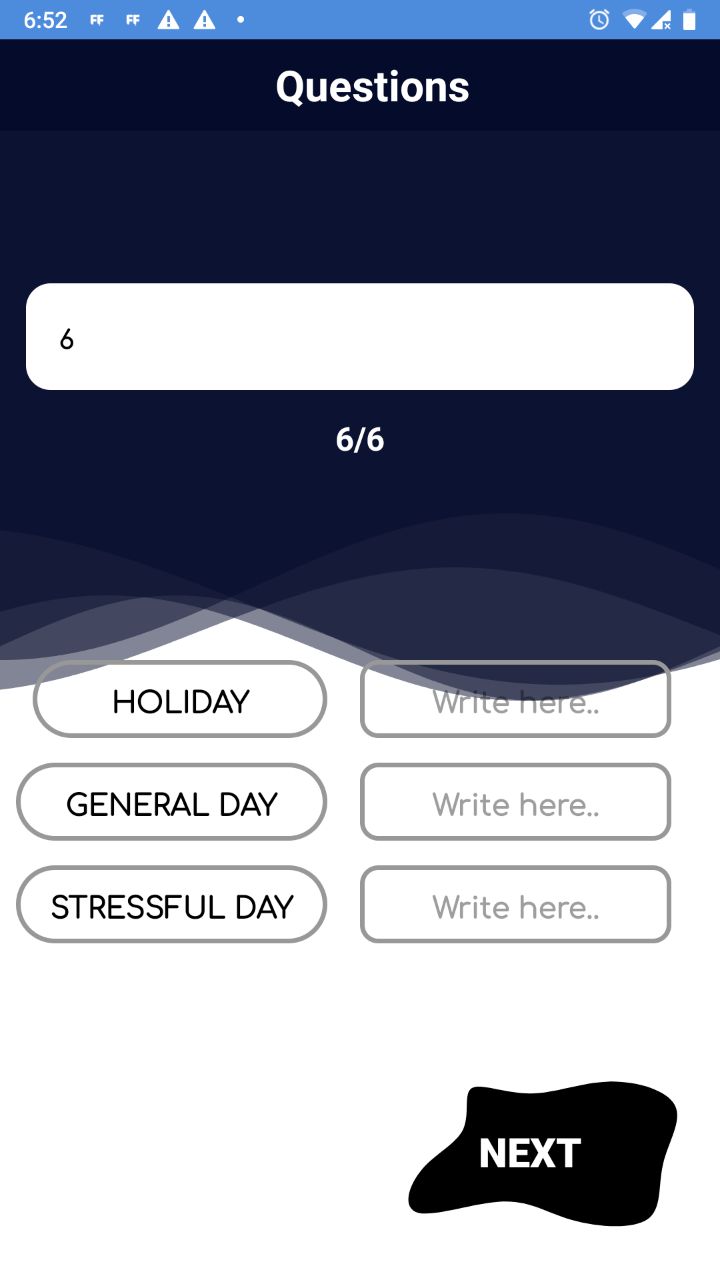 6:52 FF FF
Questions
6
6/6
HOLIDAY Write here..
GENERAL DAY Write here..
STRESSFUL DAY Write here..
NEXT